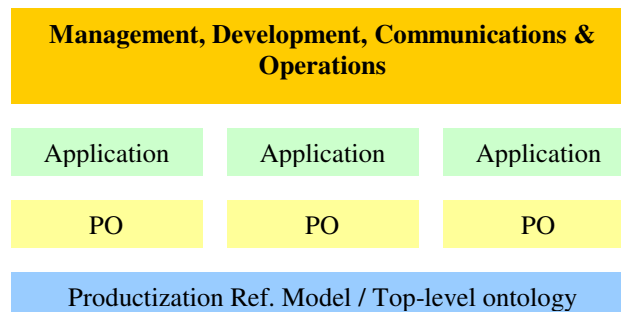 Management, Development, Communications &
Operations
Application Application Application
PO PO PO
Productization Ref. Model / Top-level ontology